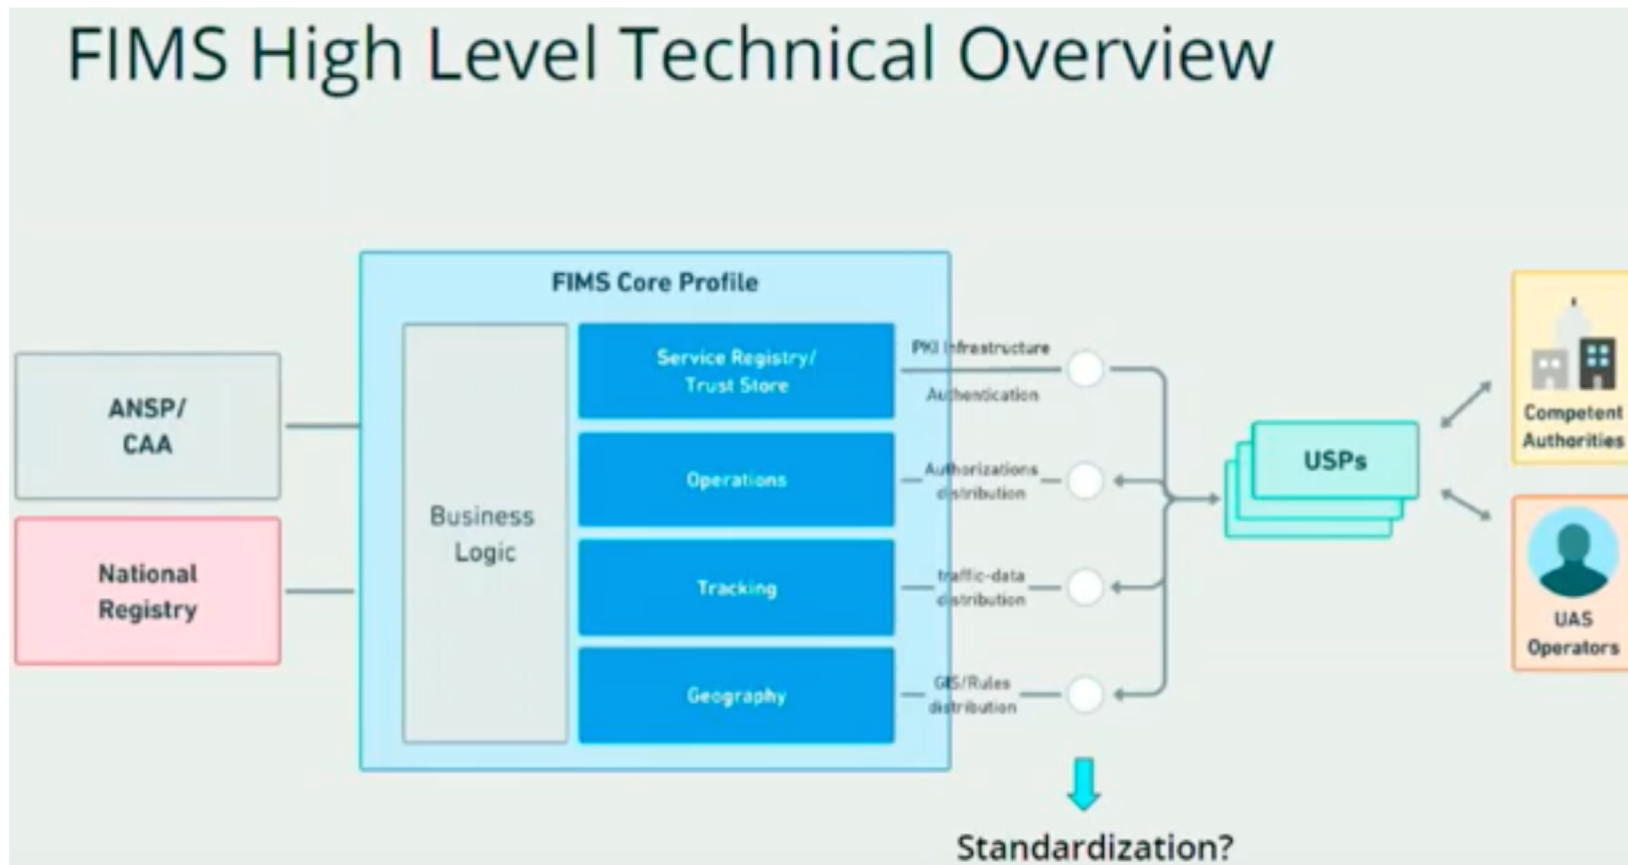 FIMS High Level Technical Overview
FIMS Core Profile
ANSP/
CAA
National
Registry
Business
Logic
Service Registry/
Trust Store
Operations
Tracking
Geography
PKI Infrastructure
Authentication
Authorizations
distribution
traffic-data
distribution
GIS/Rules
distribution
USPs
Competent
Authorities
UAS
Operators
Standardization?